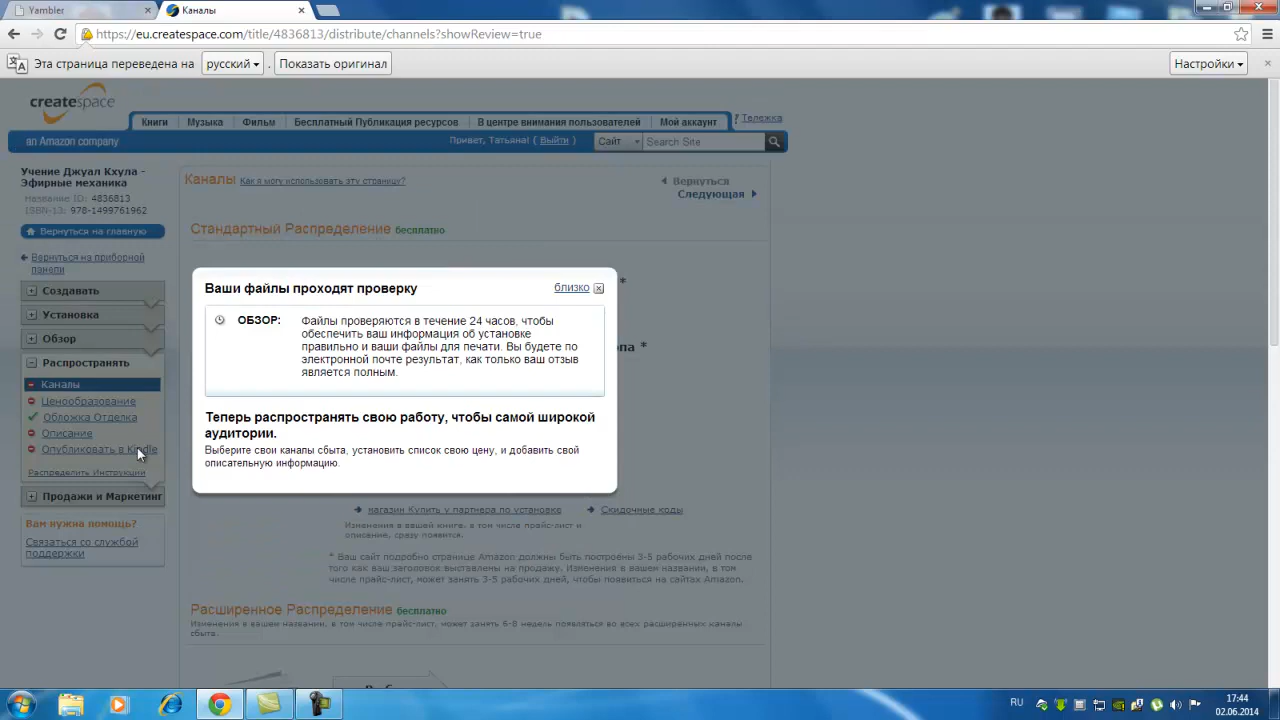 Yambler
Каналы
https://eu.createspace.com/title/4836813/distribute/channels?showReview=true
Эта страница переведена на русский . Показать оригинал Настройки
createspace
Книги Музыка Фильм Бесплатный Публикация ресурсов В центре внимания пользователей Мой аккаунт Тележка
an Amazon company Привет, Татьяна! ( Выйти ) Сайт Search Site
Учение Джуал Кхула -
Эфирные механика
Название ID: 4836813
ISBN-13: 978-1499761962
Вернуться на главную
Вернуться на приборной
панели
Создавать
Установка
Обзор
Распространять
Каналы
Ценообразование
Обложка Отделка
Описание
Опубликовать в Kindle
Распределить Инструкции
Продажи и Маркетинг
Вам нужна помощь?
Связаться со службой
поддержки
Каналы Как я могу использовать эту страницу?
Вернуться
Следующая
Стандартный Распределение бесплатно
*
Ваши файлы проходят проверку близко
ОБЗОР: Файлы проверяются в течение 24 часов, чтобы
обеспечить ваш информация об установке
правильно и ваши файлы для печати. Вы будете по
электронной почте результат, как только ваш отзыв
является полным.
Теперь распространять свою работу, чтобы самой широкой
аудитории.
Выберите свои каналы сбыта, установить список свою цену, и добавить свой
описательную информацию.
па *
магазин Купить у партнера по установке Скидочные коды
Изменения в вашей книге, в том числе прайс-лист и
описание, сразу появится.
* Ваш сайт подробно странице Amazon должны быть построены 3-5 рабочих дней после
того как ваш заголовок выставлены на продажу. Изменения в вашем названии, в том
числе прайс-лист, может занять 3-5 рабочих дней, чтобы появиться на сайтах Amazon.
Расширенное Распределение бесплатно
Изменения в вашем названии, в том числе прайс-лист, может занять 6-8 недель появляться во всех расширенных каналы
сбыта.
RU
17:44
02.06.2014